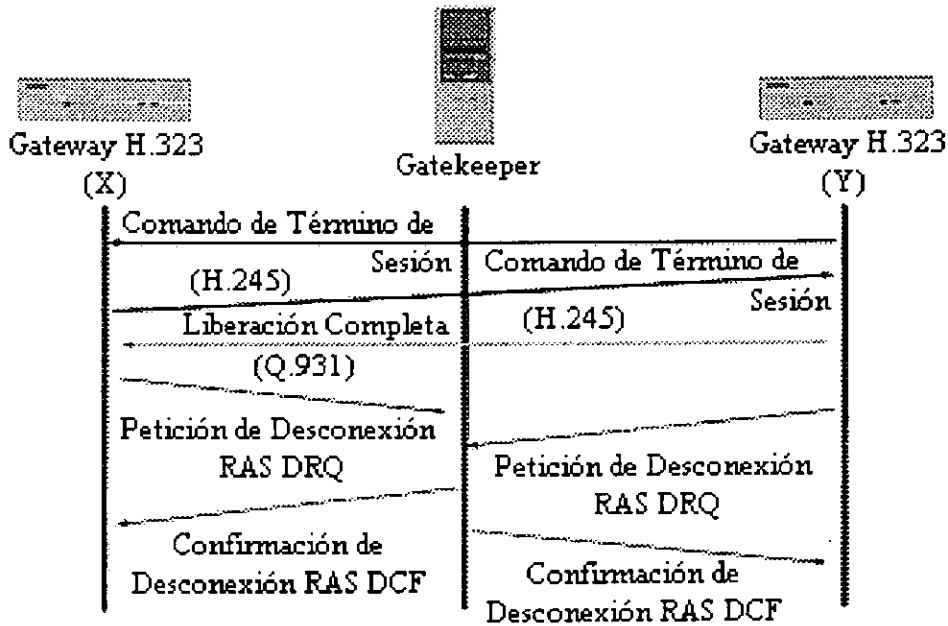 Gateway H.323
(X)
Gatekeeper
Gateway H.323
(Y)
Comando de Término de
Sesión
(H.245)
Comando de Término de
Sesión
(H.245)
Liberación Completa
(Q.931)
Petición de Desconexión
RAS DRQ
Petición de Desconexión
RAS DRQ
Confirmación de
Desconexión RAS DCF
Confirmación de
Desconexión RAS DCF